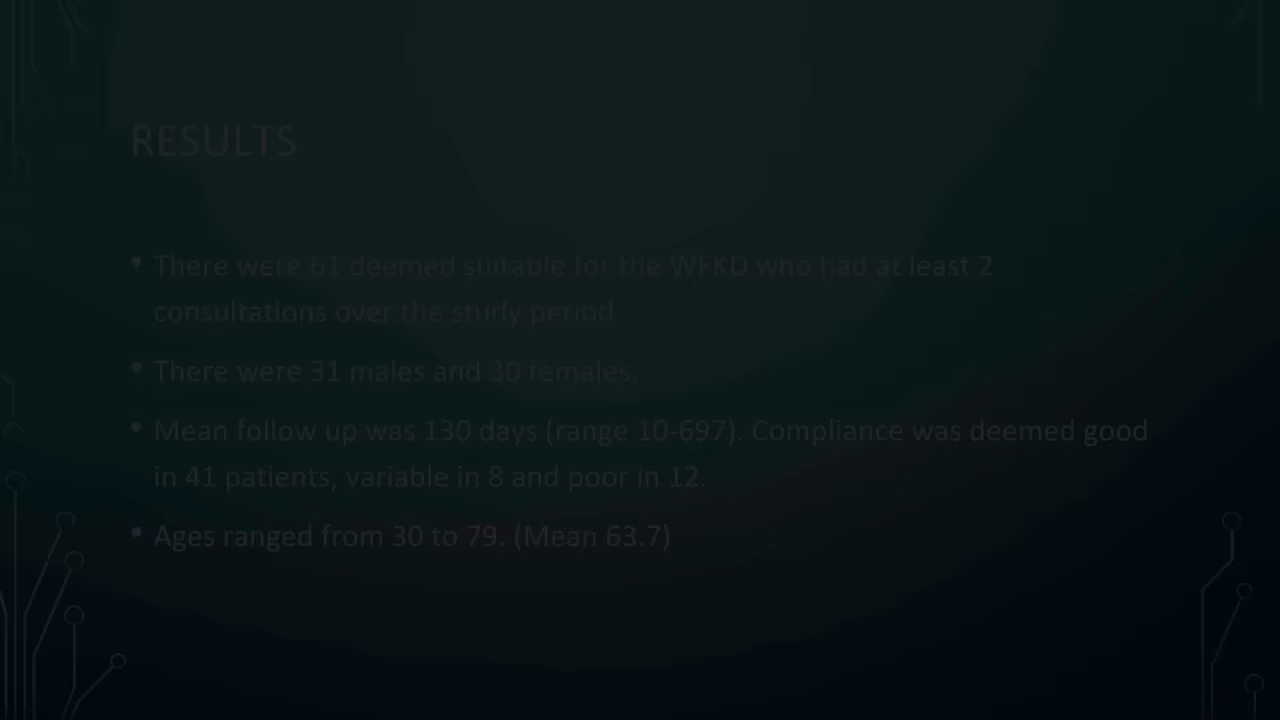 RESULTS
• There were 61 deemed suitable for the WFKD who had at least 2
consultations over the study period.
• There were 31 males and 30 females.
• Mean follow up was 130 days (range 10-697). Compliance was deemed good
in 41 patients, variable in 8 and poor in 12.
• Ages ranged from 30 to 79. (Mean 63.7)